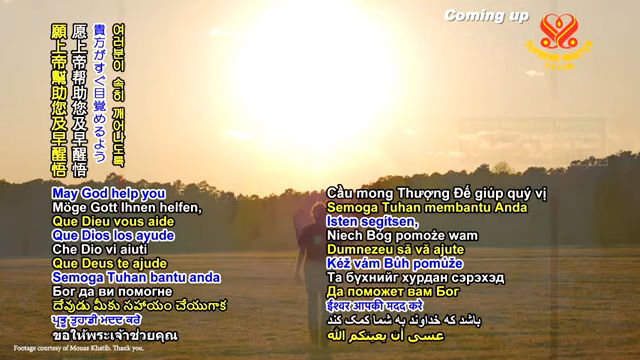 Coming up
SUPREME MASTER
여러분이 속히 깨어나도록
貴方がすぐ目覚めるよう
愿上帝帮助您及早醒悟
願上帝幫助您及早醒悟
May God help you
Möge Gott Ihnen helfen,
Que Dieu vous aide
Que Dios los ayude
Che Dio vi aiuti
Que Deus te ajude
Semoga Tuhan bantu anda
Бог да ви помогне
దేవుడు మీకు సహాయం చేయుగాక
ਪ੍ਰਭੂ ਤੁਹਾਡੀ ਮਦਦ ਕਰੇ
ขอให้พระเจ้าช่วยคุณ
Cầu mong Thượng Đế giúp quý vị
Semoga Tuhan membantu Anda
Isten segítsen,
Niech Bóg pomoże wam
Dumnezeu să vă ajute
Kéž vám Bůh pomůže
Та бүхнийг хурдан сэрэхэд
Да поможет вам Бог
ईश्वर आपकी मदद करे
باشد که خداوند به شما کمک کند
عسى أن يعينكم الله
Footage courtesy of Mouaz Khatib. Thank you.